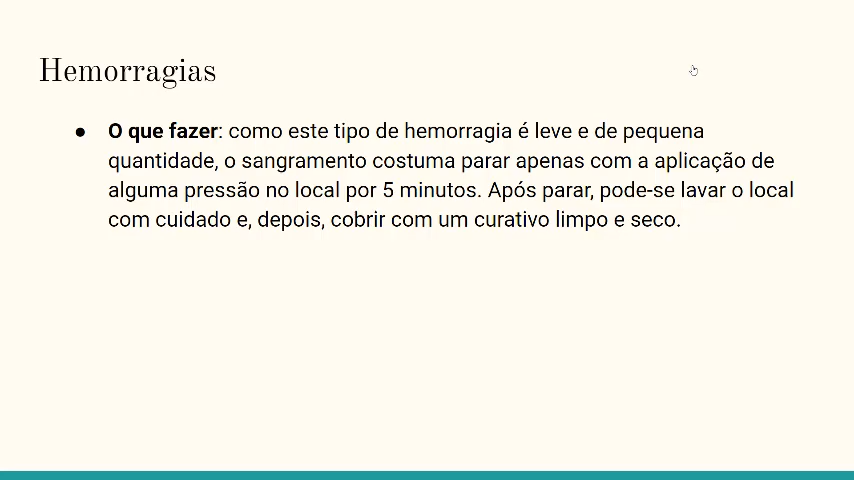 Hemorragias
● O que fazer: como este tipo de hemorragia é leve e de pequena
quantidade, o sangramento costuma parar apenas com a aplicação de
alguma pressão no local por 5 minutos. Após parar, pode-se lavar o local
com cuidado e, depois, cobrir com um curativo limpo e seco.